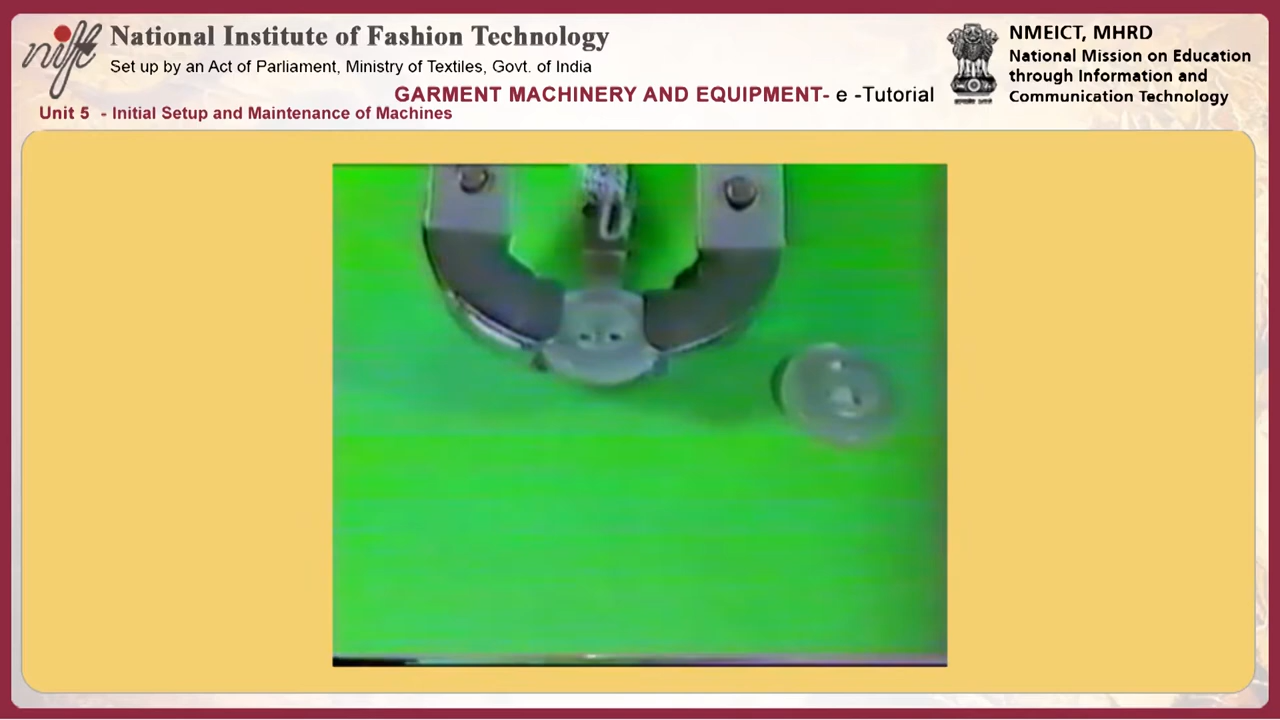 nift
National Institute of Fashion Technology
Set up by an Act of Parliament, Ministry of Textiles, Govt. of India
GARMENT MACHINERY AND EQUIPMENT- e -Tutorial
Unit 5 - Initial Setup and Maintenance of Machines
NMEICT, MHRD
National Mission on Education
through Information and
Communication Technology